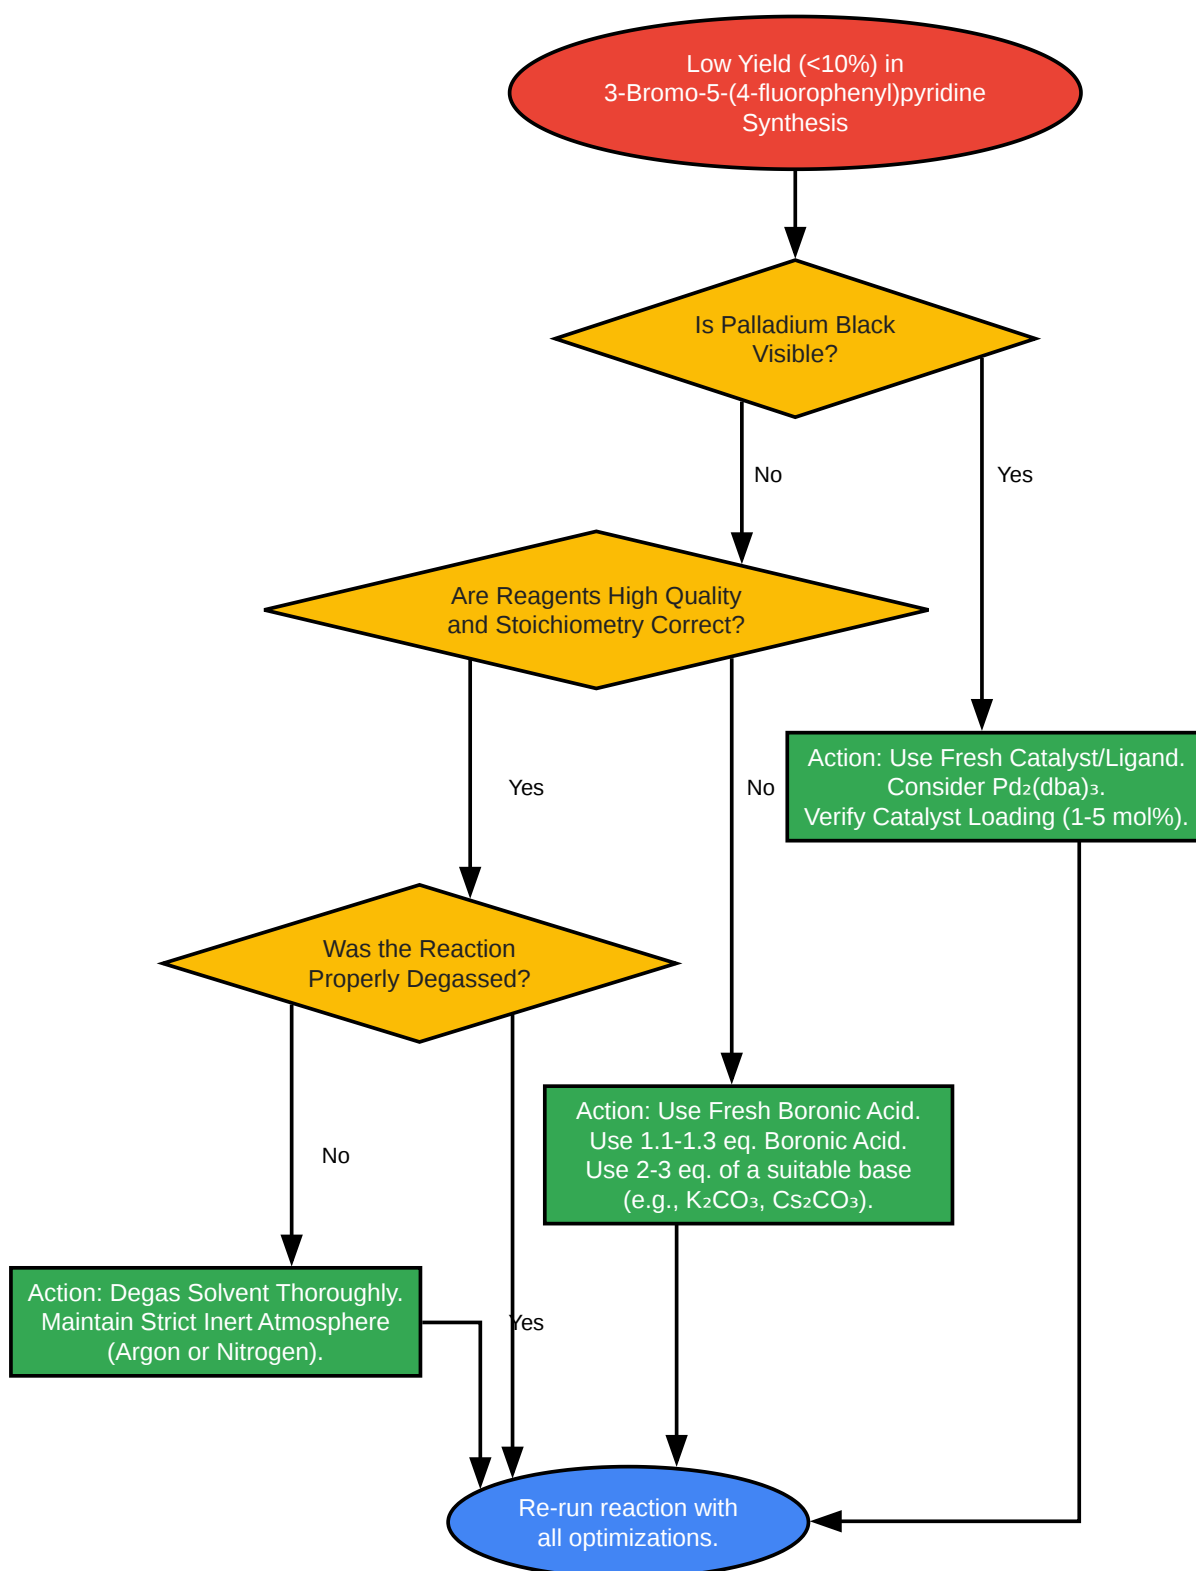 Low Yield (<10%) in
3-Bromo-5-(4-fluorophenyl)pyridine
Synthesis
Is Palladium Black
Visible?
No
Yes
Are Reagents High Quality
and Stoichiometry Correct?
Action: Use Fresh Catalyst/Ligand.
Consider Pd₂(dba)₃.
Verify Catalyst Loading (1-5 mol%).
Yes
No
Was the Reaction
Properly Degassed?
Action: Use Fresh Boronic Acid.
Use 1.1-1.3 eq. Boronic Acid.
Use 2-3 eq. of a suitable base
(e.g., K₂CO₃, Cs₂CO₃).
No
Action: Degas Solvent Thoroughly.
Maintain Strict Inert Atmosphere
(Argon or Nitrogen).
Yes
Re-run reaction with
all optimizations.